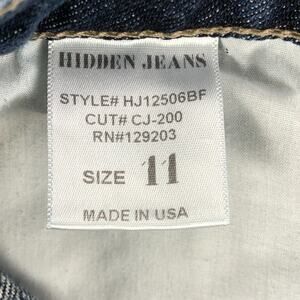 HIDDEN JEANS
STYLE# HJ12506BF
CUT# CJ-200
RN#129203
SIZE 11
MADE IN USA